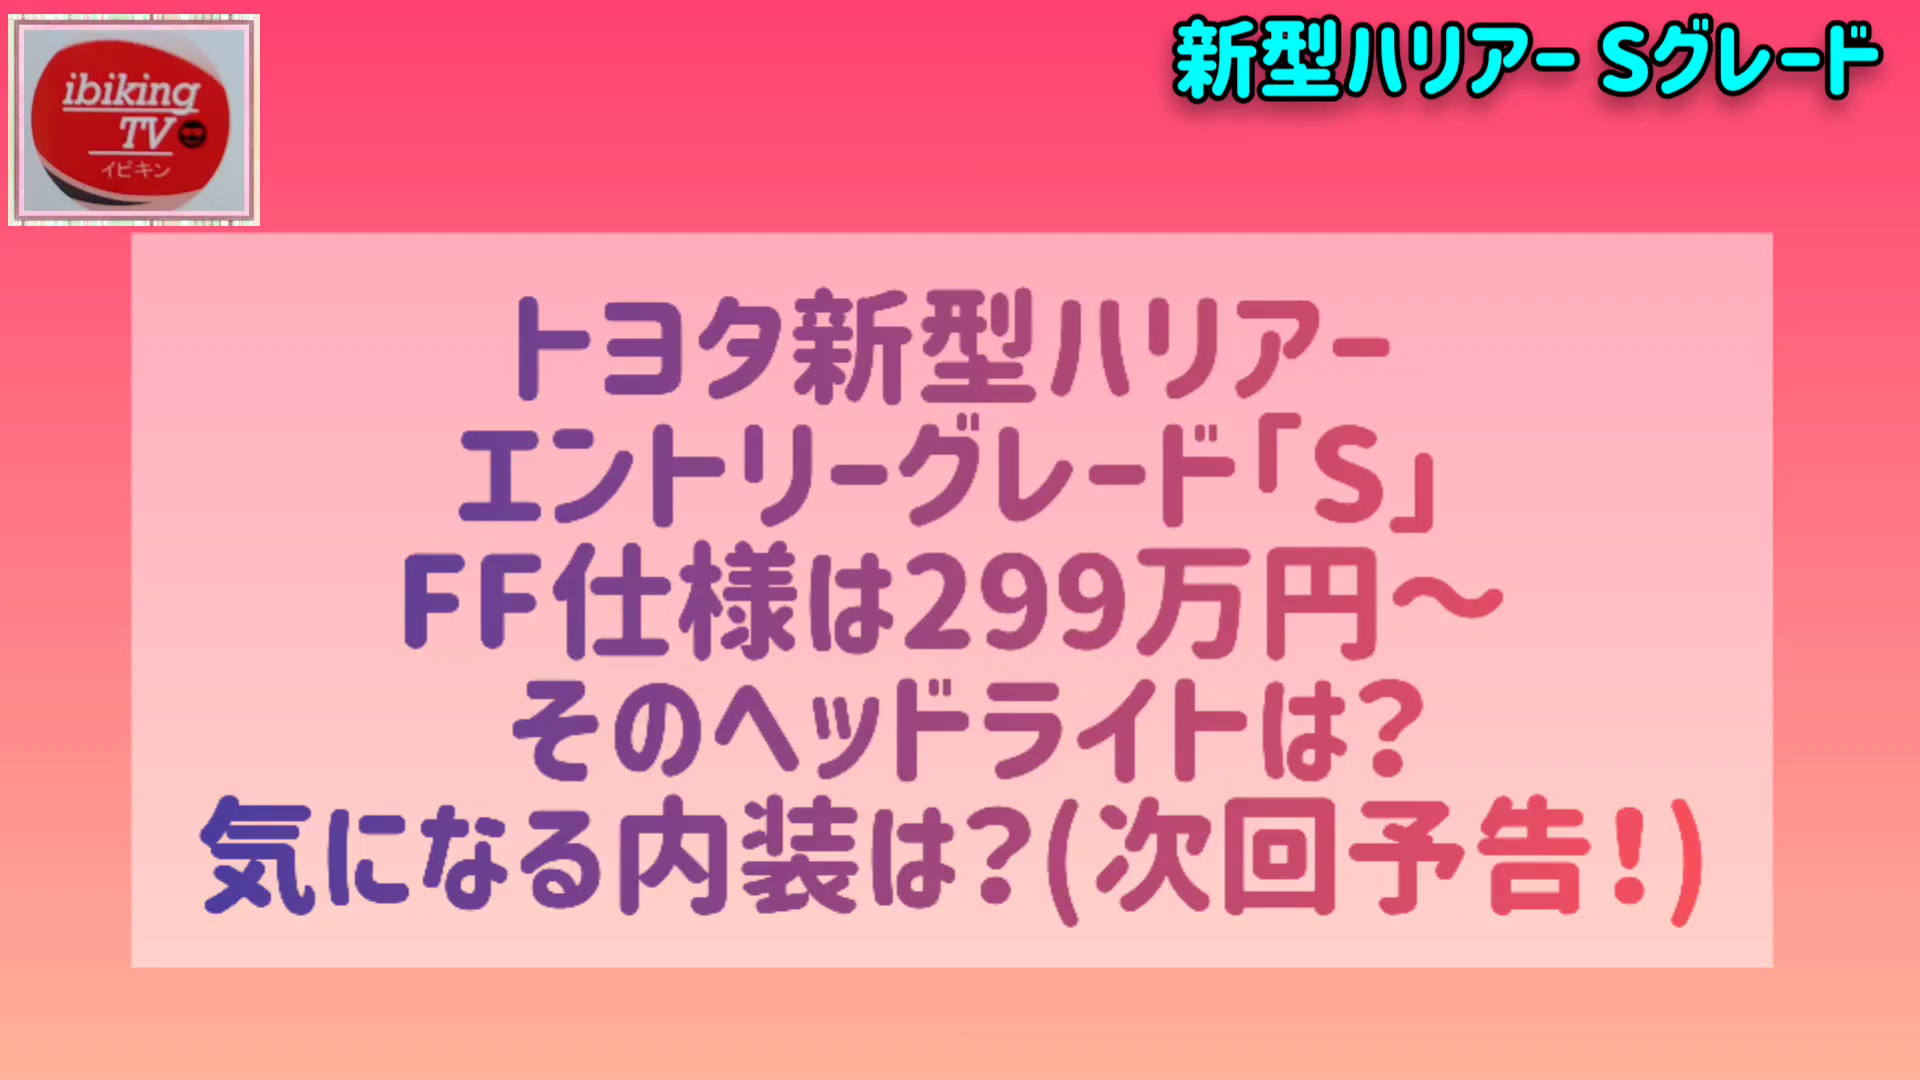 ibiking
TV
イビキン
新型ハリアー Sグレード
トヨタ新型ハリアー
エントリーグレード「S」
FF仕様は299万円〜
そのヘッドライトは?
気になる内装は?(次回予告!)